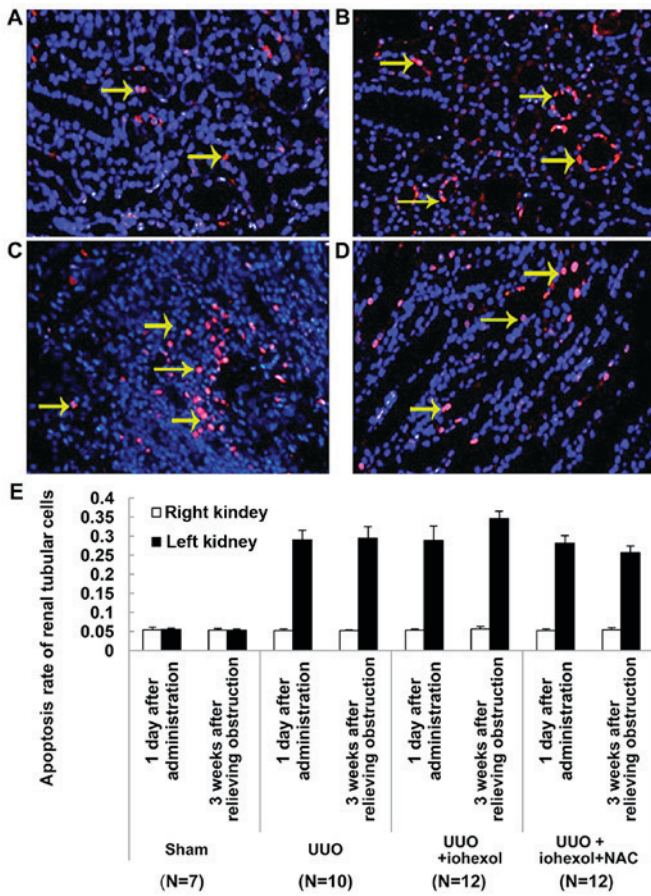 A
B
C
D
E
Apoptosis rate of renal tubular cells
0.4
0.35
0.3
0.25
0.2
0.15
0.1
0.05
0
Right kindey
Left kidney
1 day after administration
3 weeks after relieving obstruction
1 day after administration
3 weeks after relieving obstruction
1 day after administration
3 weeks after relieving obstruction
1 day after administration
3 weeks after relieving obstruction
Sham
UUO
UUO +iohexol
UUO + iohexol+NAC
(N=7)
(N=10)
(N=12)
(N=12)